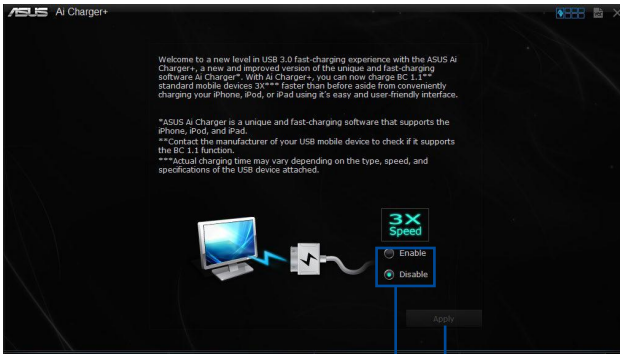 ASUS Ai Charger+
Welcome to a new level in USB 3.0 fast-charging experience with the ASUS Ai
Charger+, a new and improved version of the unique and fast-charging
software Ai Charger*. With Ai Charger+, you can now charge BC 1.1**
standard mobile devices 3X*** faster than before aside from conveniently
charging your iPhone, iPod, or iPad using it's easy and user-friendly interface.
*ASUS Ai Charger is a unique and fast-charging software that supports the
iPhone, iPod, and iPad.
**Contact the manufacturer of your USB mobile device to check if it supports
the BC 1.1 function.
***Actual charging time may vary depending on the type, speed, and
specifications of the USB device attached.
3X
Speed
Enable
Disable
Apply